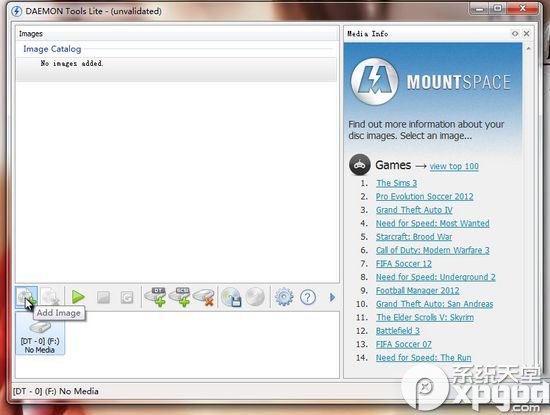 DAEMON Tools Lite - (unvalidated)
Images
Image Catalog
No images added.
Add Image
[DT - 0] (F:)
No Media
[DT - 0] (F:) No Media
Media Info
MOUNTSPACE
Find out more information about your
disc images. Select an image...
Games → view top 100
1. The Sims 3
2. Pro Evolution Soccer 2012
3. Grand Theft Auto IV
4. Need for Speed: Most Wanted
5. Starcraft: Brood War
6. Call of Duty: Modern Warfare 3
7. FIFA Soccer 12
8. Need for Speed: Underground 2
9. Football Manager 2012
10. Grand Theft Auto: San Andreas
11. The Elder Scrolls V: Skyrim
12. Battlefield 3
13. FIFA Soccer 07
14. Need for Speed: The Run
系统天堂
xpgod